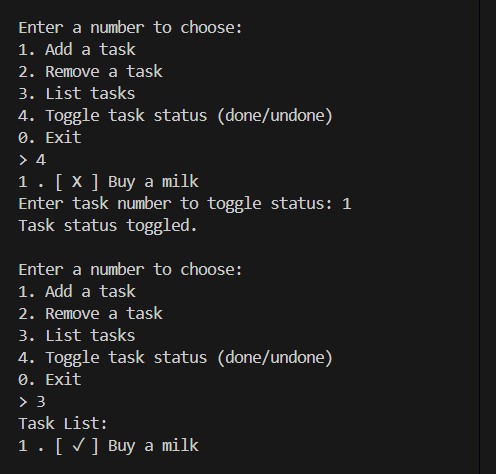 Enter a number to choose:
1. Add a task
2. Remove a task
3. List tasks
4. Toggle task status (done/undone)
0. Exit
> 4
1 . [ X ] Buy a milk
Enter task number to toggle status: 1
Task status toggled.
Enter a number to choose:
1. Add a task
2. Remove a task
3. List tasks
4. Toggle task status (done/undone)
0. Exit
> 3
Task List:
1 . [ ✓ ] Buy a milk